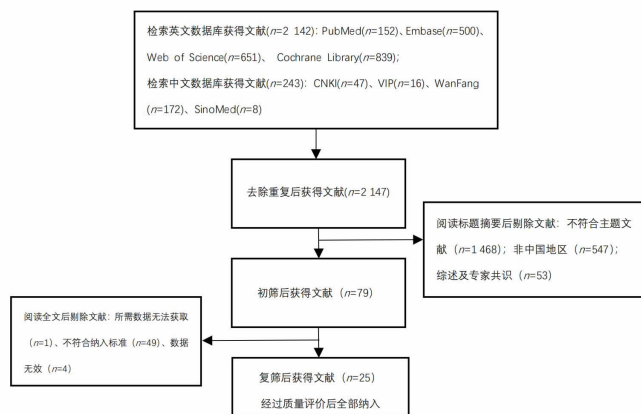 检索英文数据库获得文献(n=2 142)：PubMed(n=152)、Embase(n=500)、
Web of Science(n=651)、 Cochrane Library(n=839);
检索中文数据库获得文献(n=243)：CNKI(n=47)、VIP(n=16)、WanFang
(n=172)、SinoMed(n=8)
去除重复后获得文献(n=2 147)
阅读标题摘要后剔除文献：不符合主题文
献（n=1 468)；非中国地区（n=547)；
综述及专家共识（n=53)
初筛后获得文献（n=79)
阅读全文后剔除文献：所需数据无法获取
（n=1)、不符合纳入标准（n=49)、数据
无效（n=4)
复筛后获得文献（n=25)
经过质量评价后全部纳入